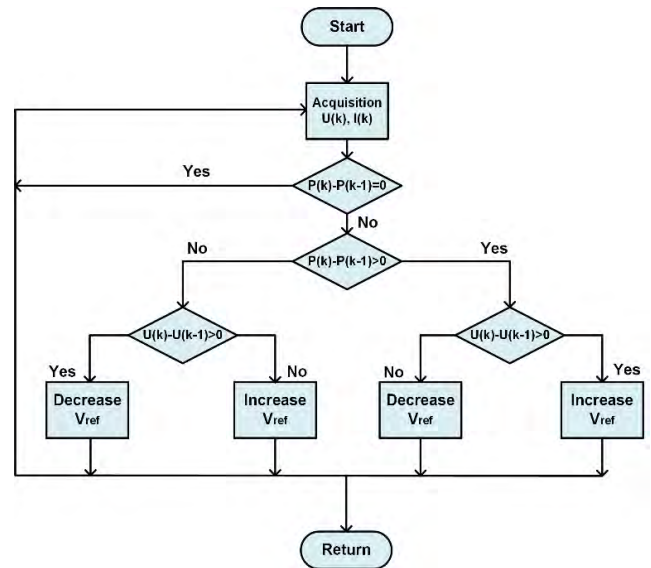 Start
Acquisition
U(k), I(k)
Yes
P(k)-P(k-1)=0
No
No
P(k)-P(k-1)>0
Yes
U(k)-U(k-1)>0
U(k)-U(k-1)>0
Yes
No
No
Yes
Decrease
Vref
Increase
Vref
Decrease
Vref
Increase
Vref
Return